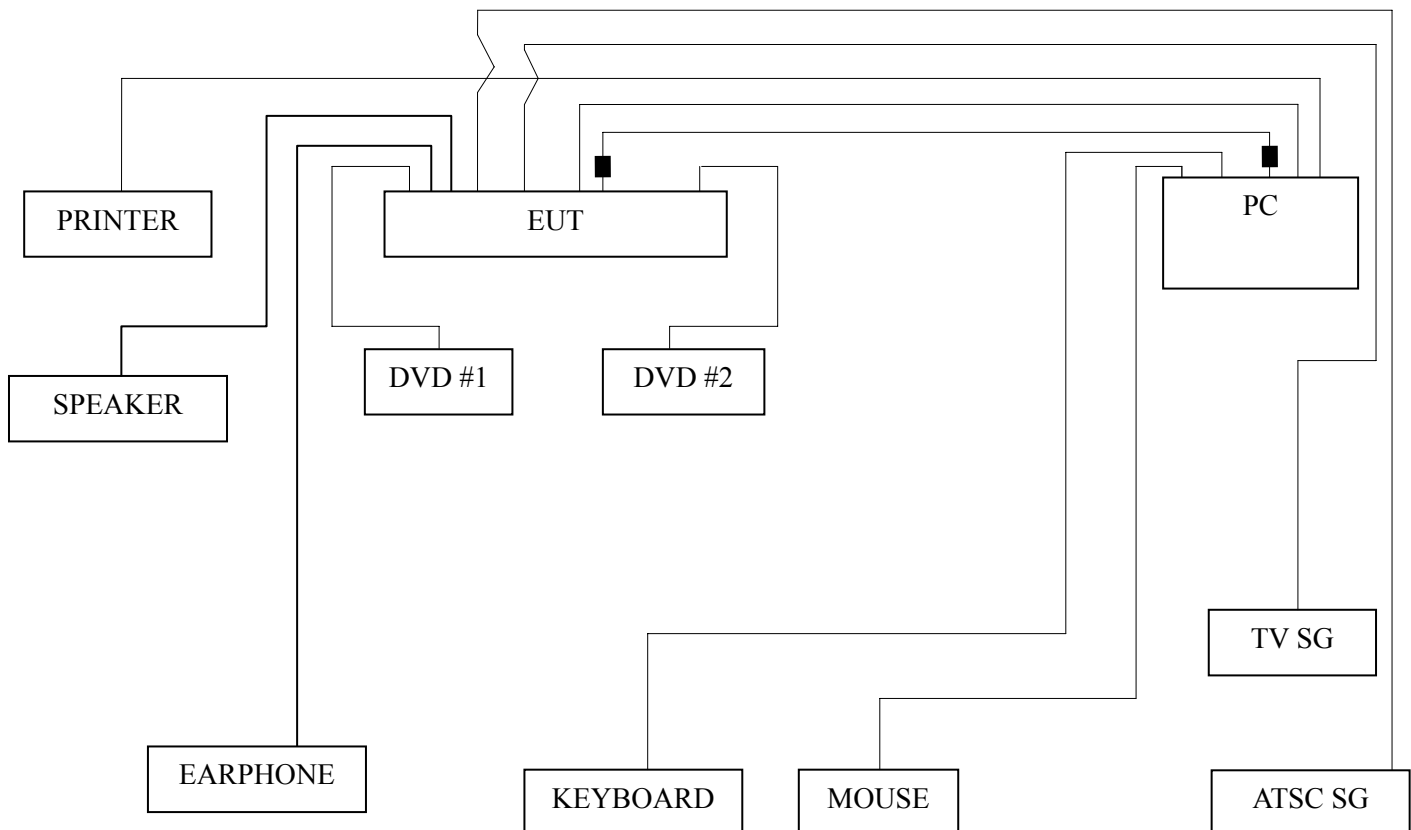 PRINTER
EUT
PC
DVD #1
DVD #2
SPEAKER
TV SG
EARPHONE
KEYBOARD
MOUSE
ATSC SG